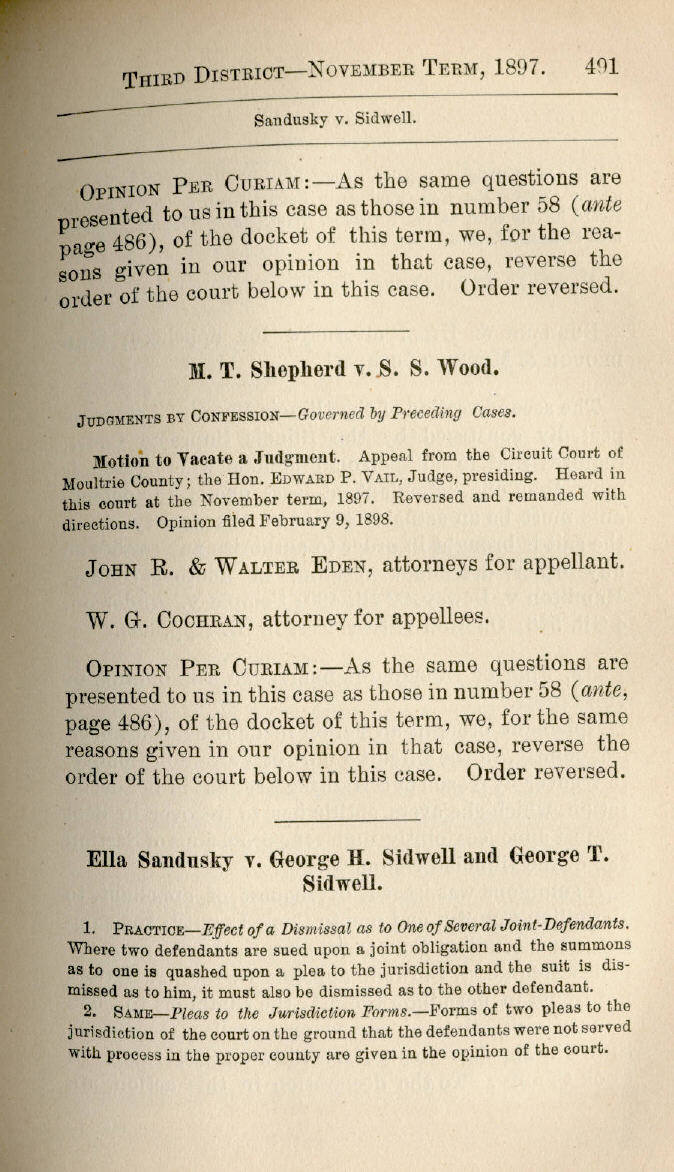 THIRD DISTRICT—NOVEMBER TERM, 1897. 491
Sandusky v. Sidwell.
OPINION PER CURIAM:—As the same questions are
presented to us in this case as those in number 58 (ante
page 486), of the docket of this term, we, for the rea-
sons given in our opinion in that case, reverse the
order of the court below in this case. Order reversed.
M. T. Shepherd v. S. S. Wood.
JUDGMENTS BY CONFESSION—Governed by Preceding Cases.
Motion to Vacate a Judgment. Appeal from the Circuit Court of
Moultrie County; the Hon. EDWARD P. VAIL, Judge, presiding. Heard in
this court at the November term, 1897. Reversed and remanded with
directions. Opinion filed February 9, 1898.
JOHN R. & WALTER EDEN, attorneys for appellant.
W. G. COCHRAN, attorney for appellees.
OPINION PER CURIAM:—As the same questions are
presented to us in this case as those in number 58 (ante,
page 486), of the docket of this term, we, for the same
reasons given in our opinion in that case, reverse the
order of the court below in this case. Order reversed.
Ella Sandusky v. George H. Sidwell and George T.
Sidwell.
1. PRACTICE—Effect of a Dismissal as to One of Several Joint-Defendants.
Where two defendants are sued upon a joint obligation and the summons
as to one is quashed upon a plea to the jurisdiction and the suit is dis-
missed as to him, it must also be dismissed as to the other defendant.
2. SAME—Pleas to the Jurisdiction Forms.—Forms of two pleas to the
jurisdiction of the court on the ground that the defendants were not served
with process in the proper county are given in the opinion of the court.